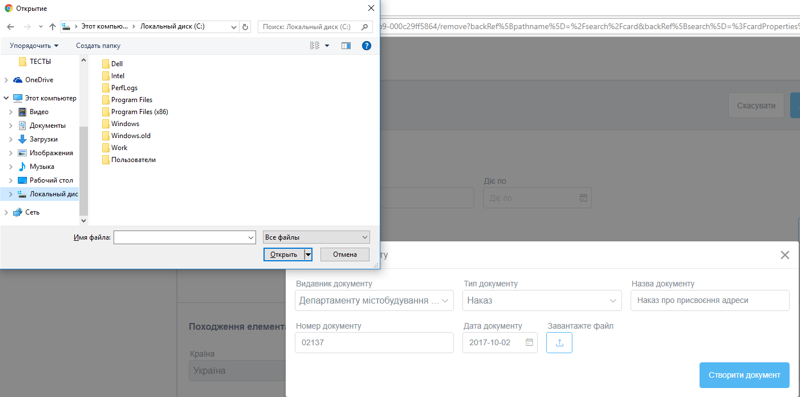 Открытие
Этот компью...
Локальный диск (C:)
Поиск: Локальный диск (C:)
Упорядочить
Создать папку
ТЕСТЫ
OneDrive
Этот компьютер
Видео
Документы
Загрузки
Изображения
Музыка
Рабочий стол
Локальный дис
Сеть
Dell
Intel
PerfLogs
Program Files
Program Files (x86)
Windows
Windows.old
Work
Пользователи
Имя файла:
Все файлы
Открыть
Отмена
a9-000c29ff5864/remove?backRef%5Bpathname%5D=%2Fsearch%2Fcard&backRef%5Bsearch%5D=%3FcardProperties%
Скасувати
Діє по
Діє по
ту
Видавник документу
Тип документу
Назва документу
Департаменту містобудування ...
Наказ
Наказ про присвоєння адреси
Номер документу
Дата документу
Завантажте файл
02137
2017-10-02
Створити документ
Походження елемента
Країна
Україна